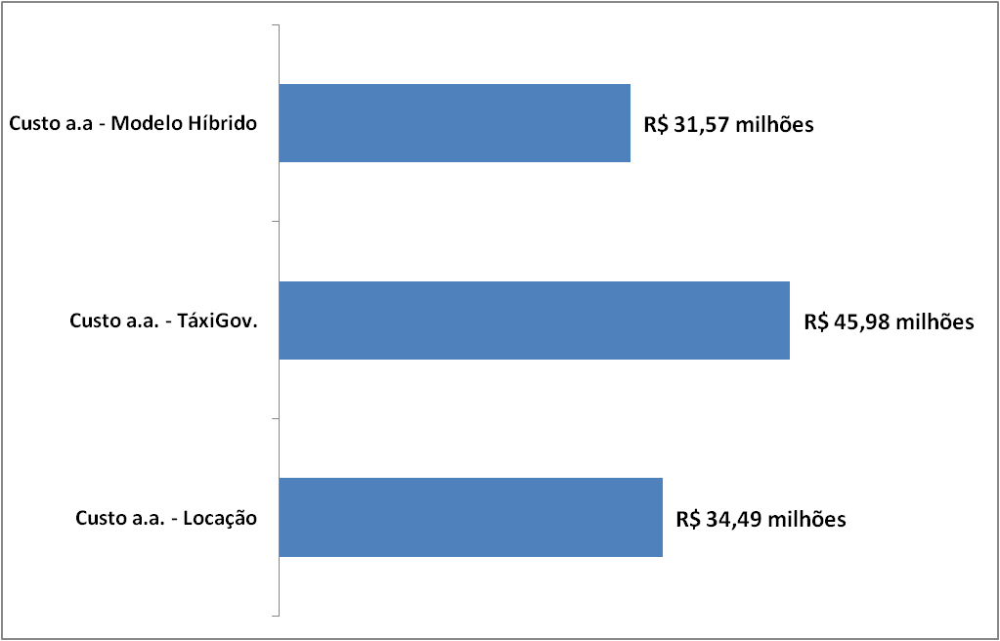 Custo a.a - Modelo Híbrido
R$ 31,57 milhões
Custo a.a. - TáxiGov.
R$ 45,98 milhões
Custo a.a. - Locação
R$ 34,49 milhões